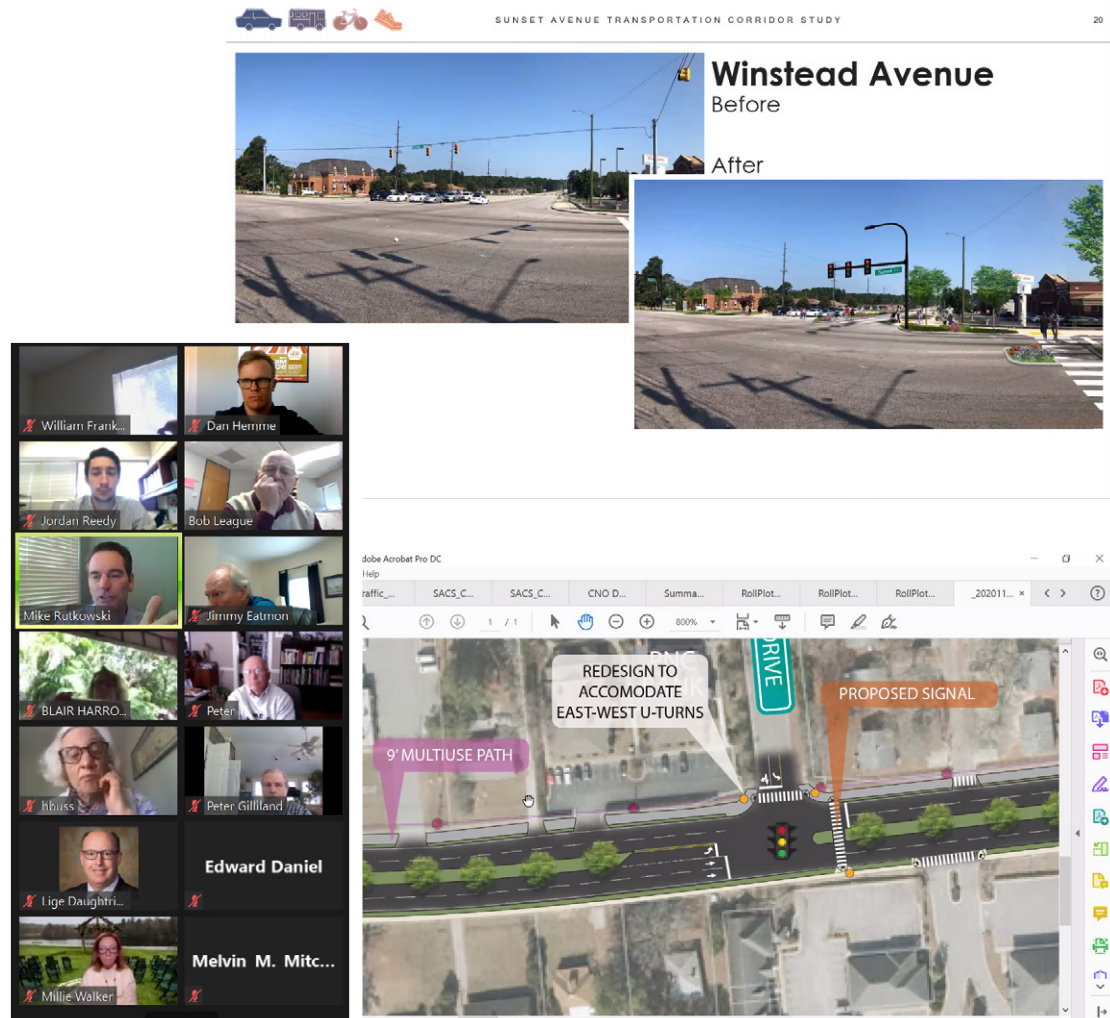 SUNSET AVENUE TRANSPORTATION CORRIDOR STUDY
20
Winstead Avenue
Before
After
William Frank...
Dan Hemme
Jordan Reedy
Bob League
Mike Rutkowski
Jimmy Eatmon
BLAIR HARRO...
Peter
hbuss
Peter Gilliland
Lige Daughtri...
Edward Daniel
Millie Walker
Melvin M. Mitc...
dobe Acrobat Pro DC
Help
raffic_...
SACS_C...
SACS_C...
CNO D...
Summa...
RollPlot...
RollPlot...
RollPlot...
_202011...
1 / 1
800%
DRIVE
REDESIGN TO
ACCOMODATE
EAST-WEST U-TURNS
PROPOSED SIGNAL
9' MULTIUSE PATH